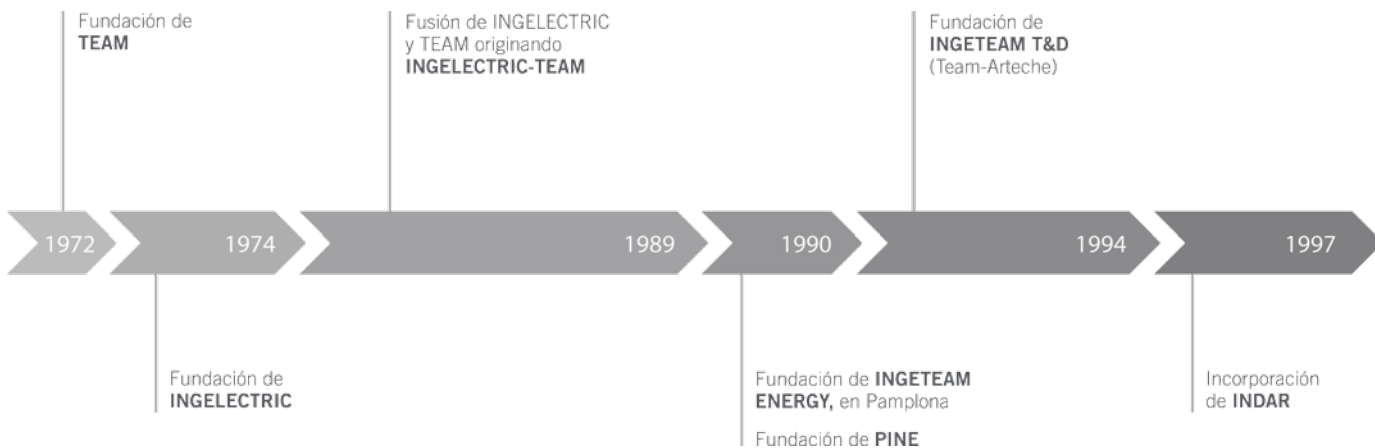 Fundación de
TEAM
Fusión de INGELECTRIC
y TEAM originando
INGELECTRIC-TEAM
Fundación de
INGETEAM T&D
(Team-Arteche)
1972
1974
1989
1990
1994
1997
Fundación de
INGELECTRIC
Fundación de INGETEAM
ENERGY, en Pamplona
Fundación de PINE
Incorporación
de INDAR